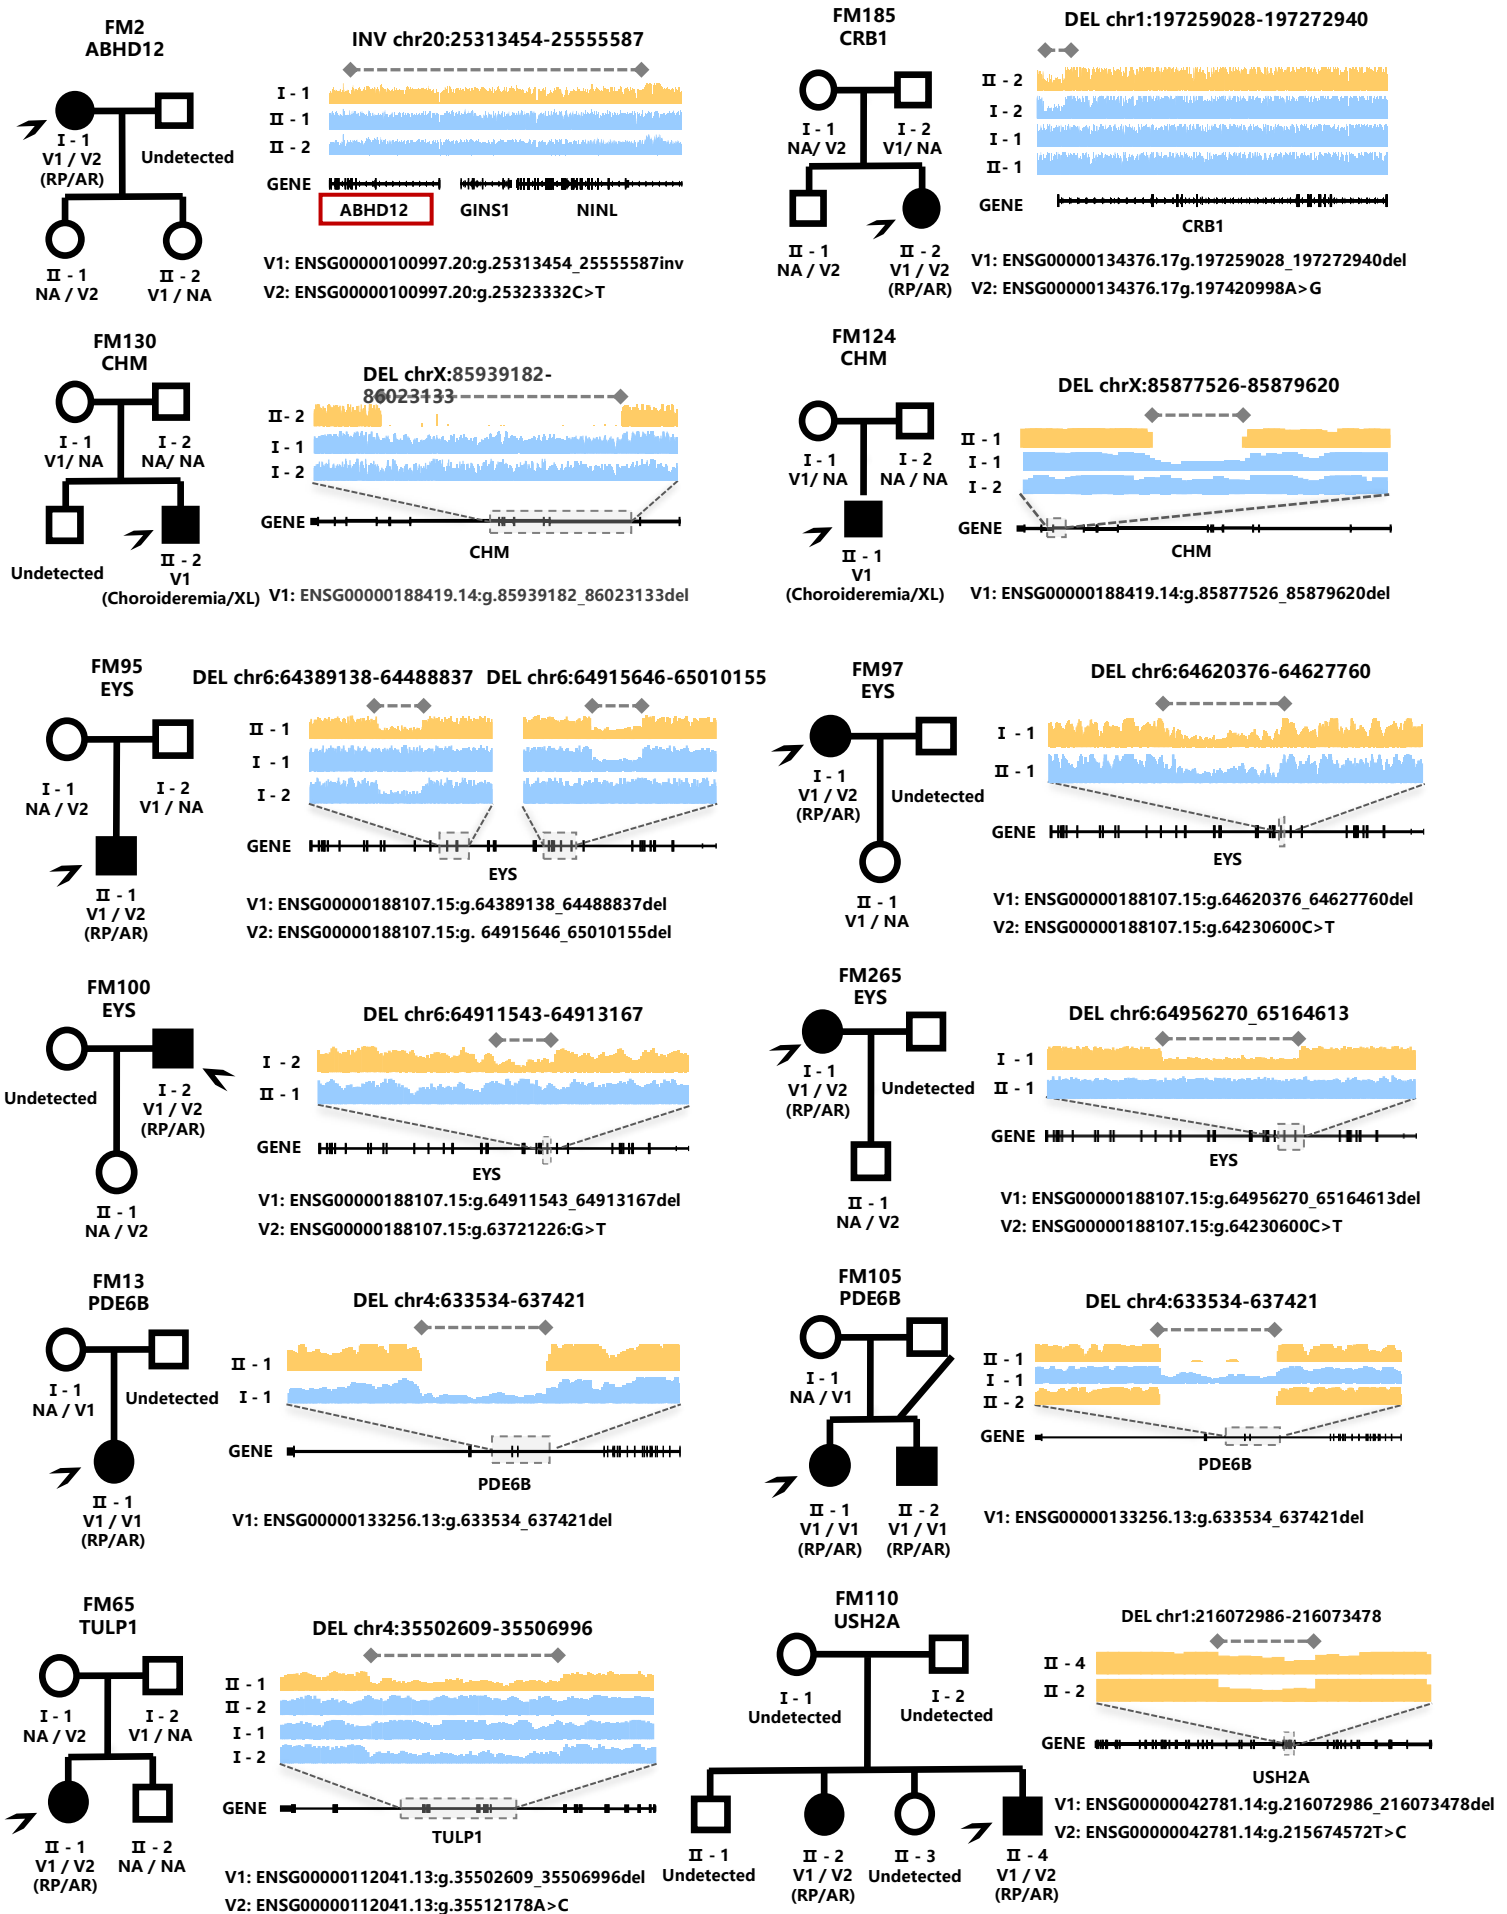 FM2
ABHD12
INV chr20:25313454-25555587
I - 1
II - 1
II - 2
I - 1
V1 / V2
(RP/AR)
Undetected
GENE
ABHD12 GINS1 NINL
II - 1
NA / V2
II - 2
V1 / NA
V1: ENSG00000100997.20:g.25313454_25555587inv
V2: ENSG00000100997.20:g.25323332C>T
FM185
CRB1
DEL chr1:197259028-197272940
II - 2
I - 2
I - 1
II- 1
I - 1
NA/ V2
I - 2
V1/ NA
GENE
CRB1
II - 1
NA / V2
II - 2
V1 / V2
(RP/AR)
V1: ENSG00000134376.17g.197259028_197272940del
V2: ENSG00000134376.17g.197420998A>G
FM130
CHM
DEL chrX:85939182-
86023133
II- 2
I - 1
I - 2
I - 1
V1/ NA
I - 2
NA/ NA
GENE
CHM
Undetected
II - 2
V1
(Choroideremia/XL)
V1: ENSG00000188419.14:g.85939182_86023133del
FM124
CHM
DEL chrX:85877526-85879620
II - 1
I - 1
I - 2
I - 1
V1/ NA
I - 2
NA / NA
GENE
CHM
II - 1
V1
(Choroideremia/XL)
V1: ENSG00000188419.14:g.85877526_85879620del
FM95
EYS
DEL chr6:64389138-64488837 DEL chr6:64915646-65010155
II - 1
I - 1
I - 2
I - 1
NA / V2
I - 2
V1 / NA
GENE
EYS
II - 1
V1 / V2
(RP/AR)
V1: ENSG00000188107.15:g.64389138_64488837del
V2: ENSG00000188107.15:g. 64915646_65010155del
FM97
EYS
DEL chr6:64620376-64627760
I - 1
II - 1
I - 1
V1 / V2
(RP/AR)
Undetected
GENE
EYS
II - 1
V1 / NA
V1: ENSG00000188107.15:g.64620376_64627760del
V2: ENSG00000188107.15:g.64230600C>T
FM100
EYS
DEL chr6:64911543-64913167
I - 2
II - 1
Undetected
I - 2
V1 / V2
(RP/AR)
GENE
EYS
II - 1
NA / V2
V1: ENSG00000188107.15:g.64911543_64913167del
V2: ENSG00000188107.15:g.63721226:G>T
FM265
EYS
DEL chr6:64956270_65164613
I - 1
II - 1
I - 1
V1 / V2
(RP/AR)
Undetected
GENE
EYS
II - 1
NA / V2
V1: ENSG00000188107.15:g.64956270_65164613del
V2: ENSG00000188107.15:g.64230600C>T
FM13
PDE6B
DEL chr4:633534-637421
II - 1
I - 1
I - 1
NA / V1
Undetected
GENE
PDE6B
II - 1
V1 / V1
(RP/AR)
V1: ENSG00000133256.13:g.633534_637421del
FM105
PDE6B
DEL chr4:633534-637421
II - 1
I - 1
II - 2
I - 1
NA / V1
GENE
PDE6B
II - 1
V1 / V1
(RP/AR)
II - 2
V1 / V1
(RP/AR)
V1: ENSG00000133256.13:g.633534_637421del
FM65
TULP1
DEL chr4:35502609-35506996
II - 1
II - 2
I - 1
I - 2
I - 1
NA / V2
I - 2
V1 / NA
GENE
TULP1
II - 1
V1 / V2
(RP/AR)
II - 2
NA / NA
V1: ENSG00000112041.13:g.35502609_35506996del
V2: ENSG00000112041.13:g.35512178A>C
FM110
USH2A
DEL chr1:216072986-216073478
II - 4
II - 2
I - 1
Undetected
I - 2
Undetected
GENE
USH2A
II - 1
Undetected
II - 2
V1 / V2
(RP/AR)
II - 3
Undetected
II - 4
V1 / V2
(RP/AR)
V1: ENSG00000042781.14:g.216072986_216073478del
V2: ENSG00000042781.14:g.215674572T>C